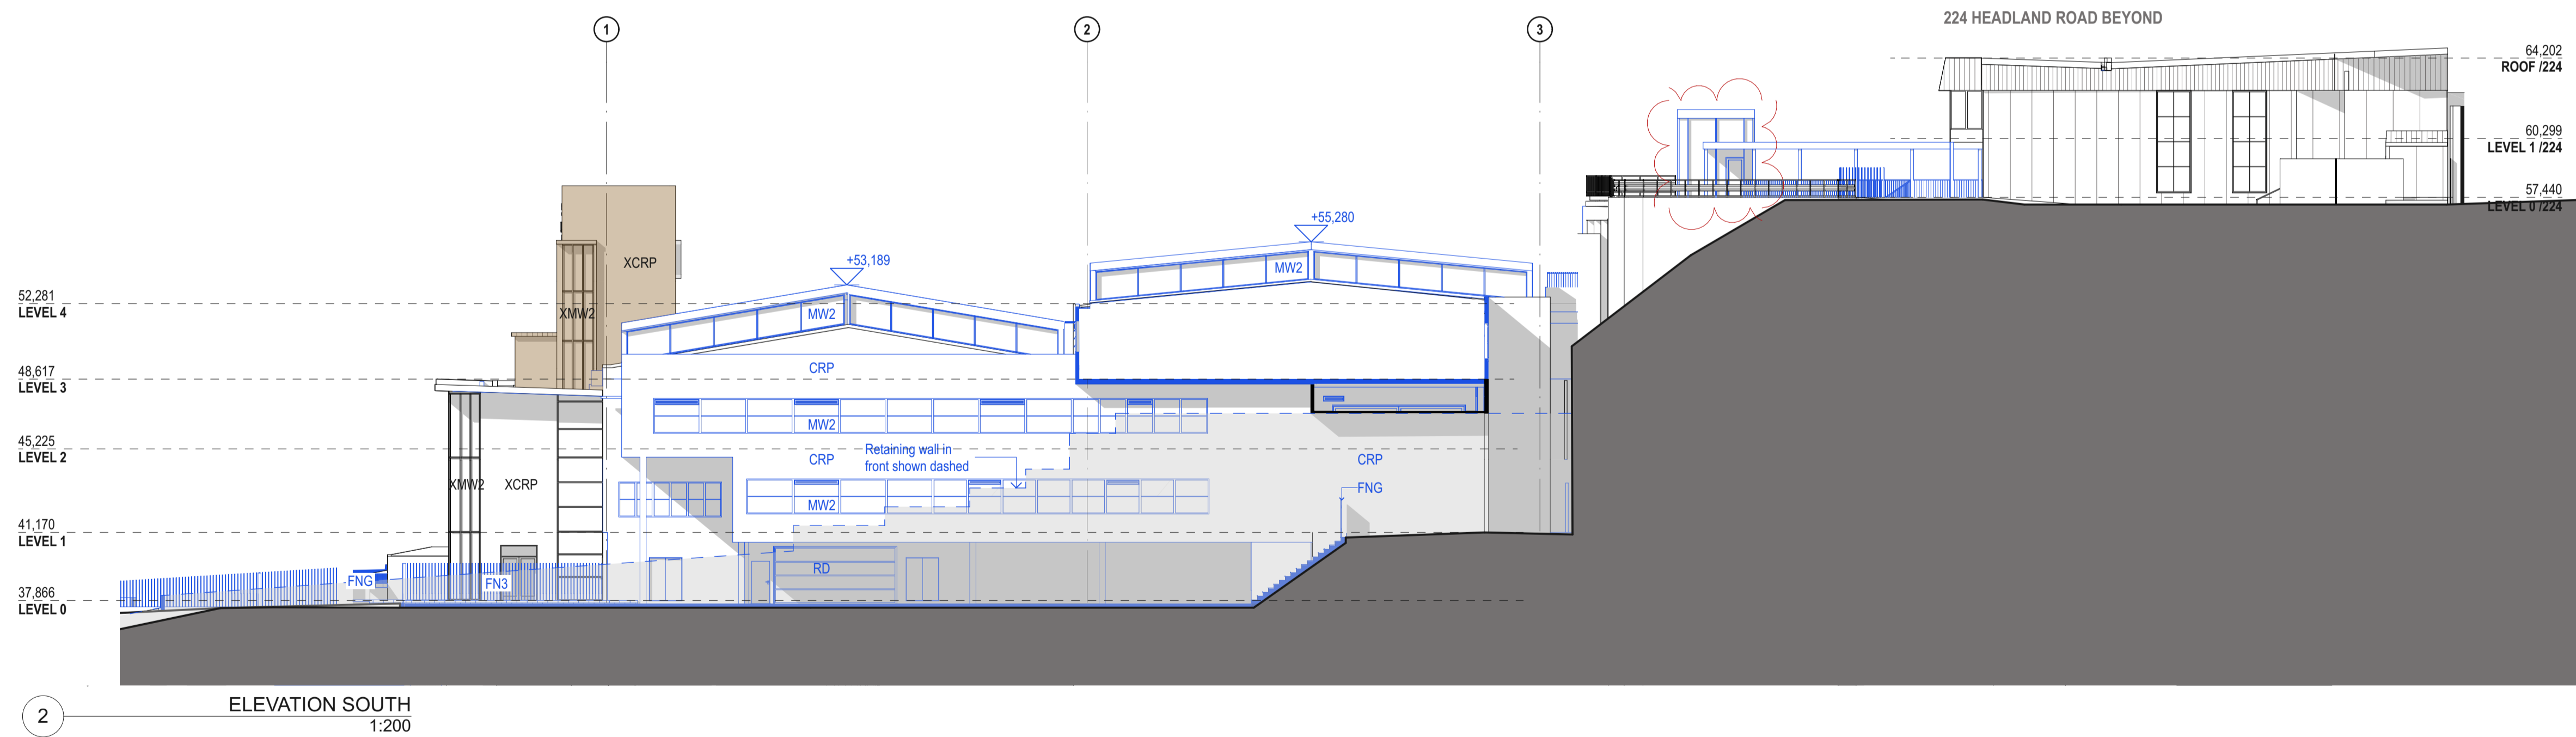 224 HEADLAND ROAD BEYOND
1
2
3
64,202
ROOF /224
60,299
LEVEL 1 /224
57,440
LEVEL 0 /224
+55,280
+53,189
XCRP
MW2
52,281
LEVEL 4
XMW2
MW2
CRP
48,617
LEVEL 3
MW2
45,225
LEVEL 2
Retaining wall in
front shown dashed
CRP
CRP
XMW2
XCRP
FNG
MW2
41,170
LEVEL 1
RD
FNG
FN3
37,866
LEVEL 0
2
ELEVATION SOUTH
1:200